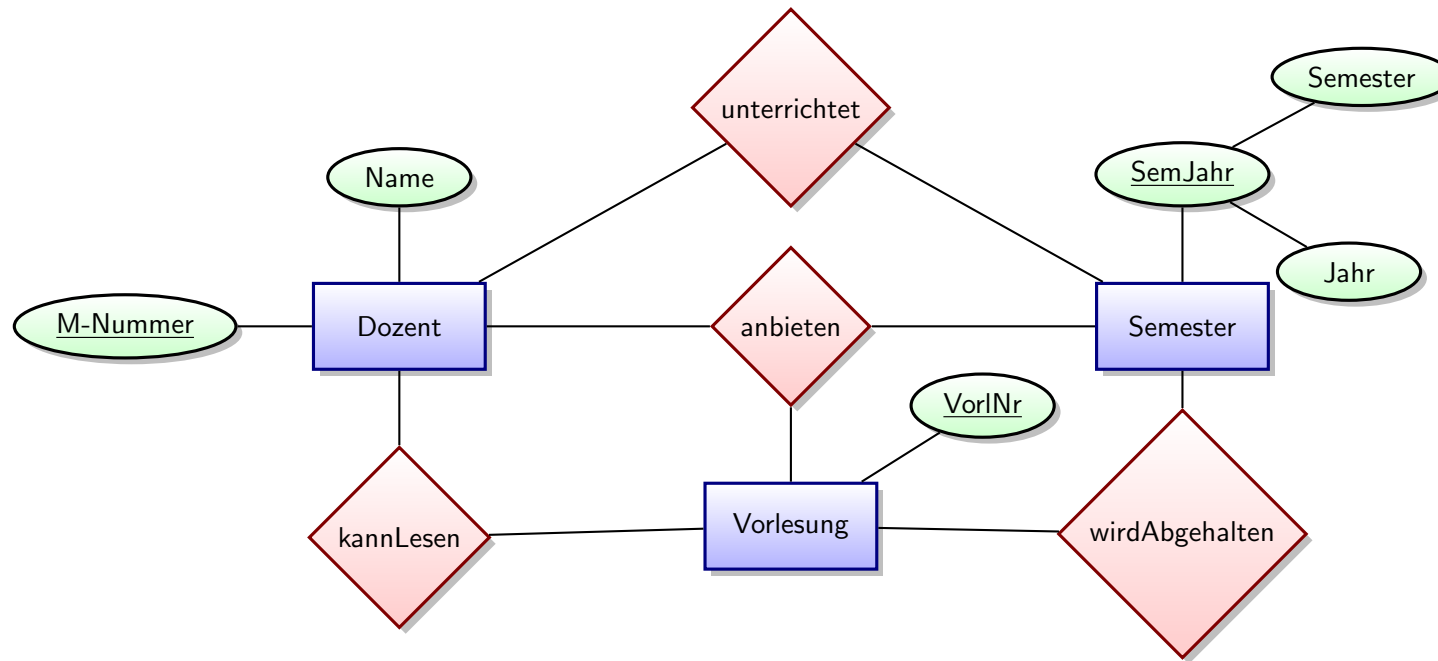 unterrichtet
Semester
SemJahr
Name
Jahr
M-Nummer
Dozent
anbieten
Semester
VorlNr
Vorlesung
kannLesen
wirdAbgehalten